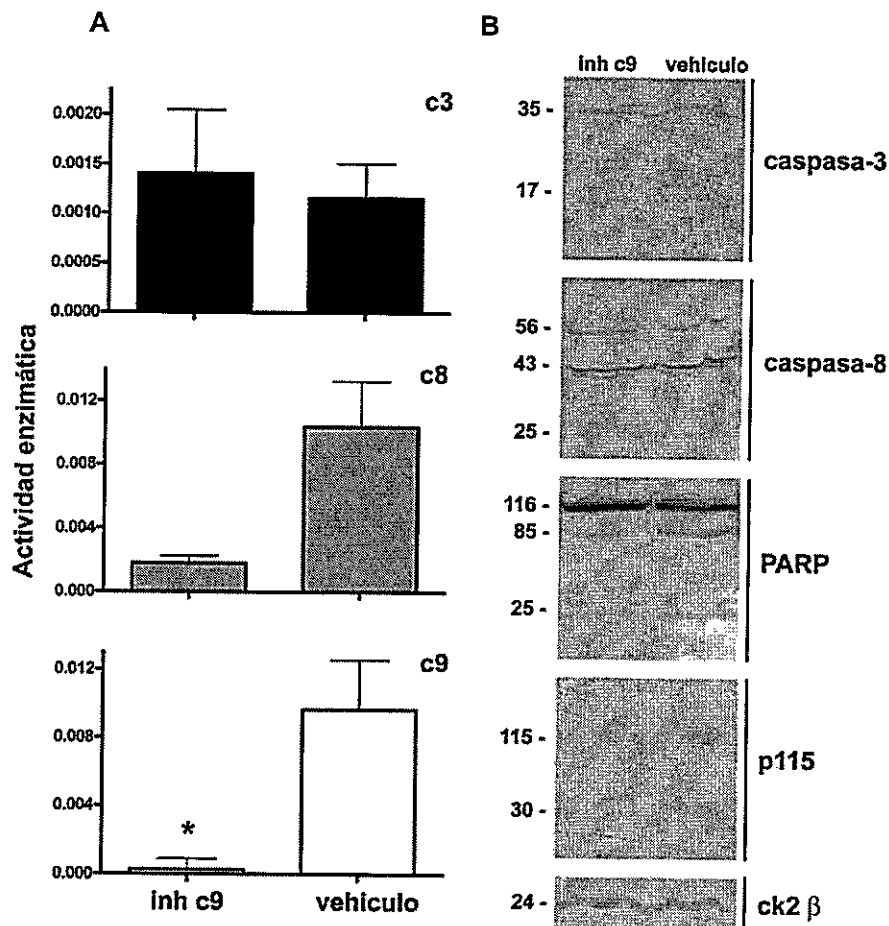 A
c3
0.0020
0.0015
0.0010
0.0005
0.0000
c8
0.012
0.008
0.004
0.000
c9
0.012
0.008
0.004
0.000
*
inh c9 vehículo
Actividad enzimática
B
inh c9 vehículo
35 -
17 -
caspasa-3
56 -
43 -
25 -
caspasa-8
116 -
85 -
25 -
PARP
115 -
30 -
p115
24 -
ck2 β